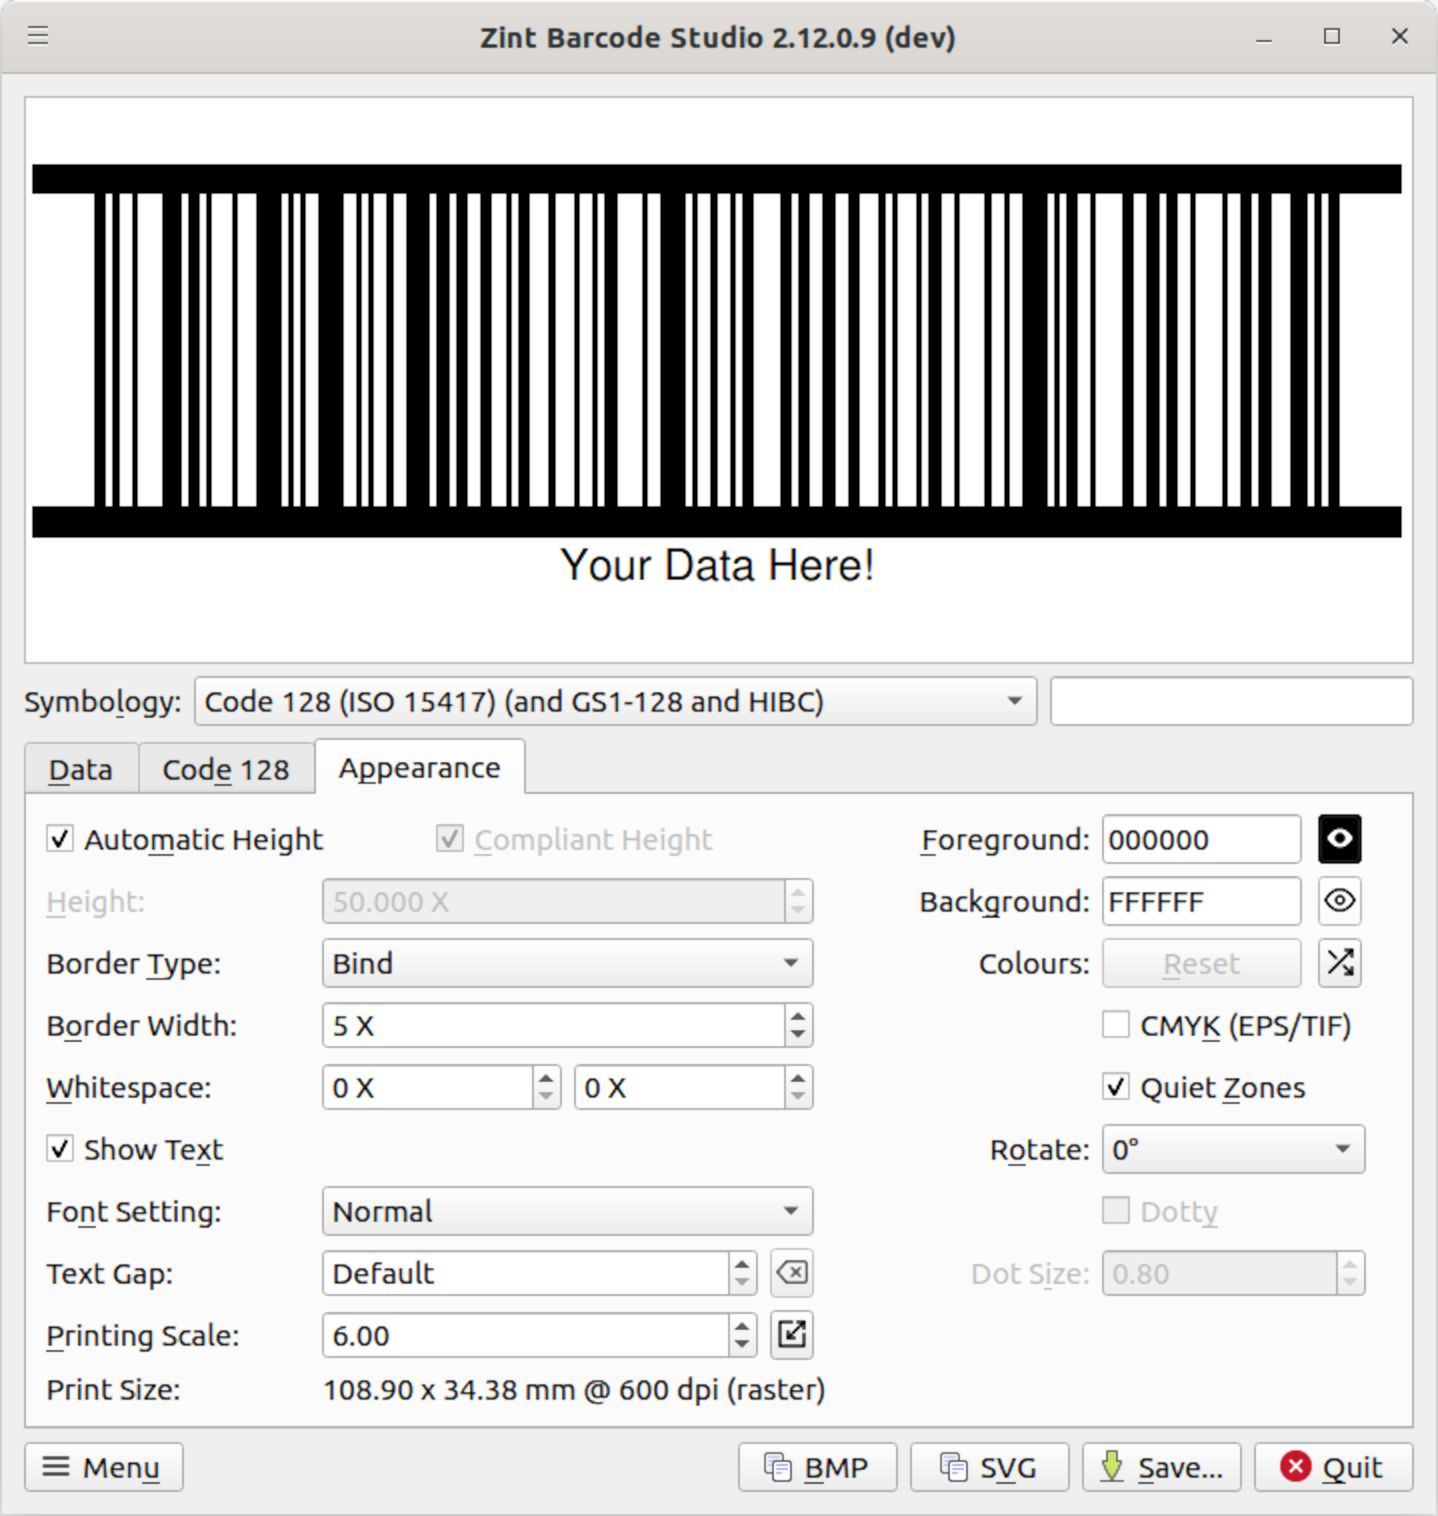 Zint Barcode Studio 2.12.0.9 (dev)
Your Data Here!
Symbology: Code 128 (ISO 15417) (and GS1-128 and HIBC)
Data Code 128 Appearance
Automatic Height Compliant Height Foreground: 000000
Height: 50.000 X Background: FFFFFF
Border Type: Bind Colours: Reset
Border Width: 5 X CMYK (EPS/TIF)
Whitespace: 0 X 0 X Quiet Zones
Show Text Rotate: 0°
Font Setting: Normal Dotty
Text Gap: Default Dot Size: 0.80
Printing Scale: 6.00
Print Size: 108.90 x 34.38 mm @ 600 dpi (raster)
Menu BMP SVG Save... Quit